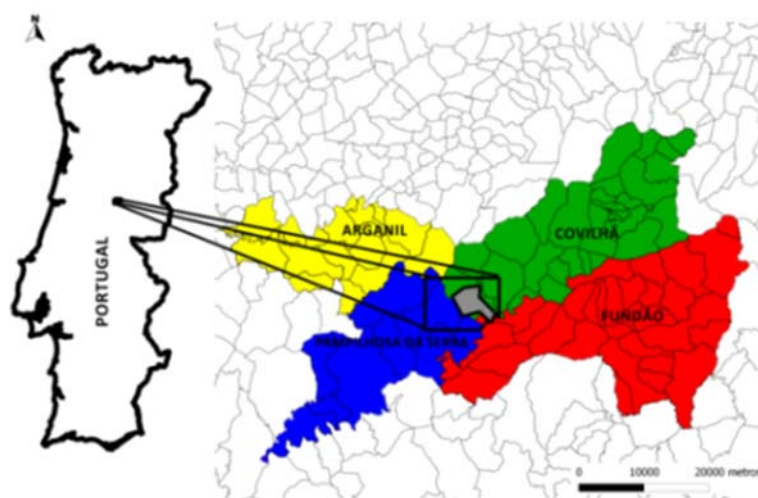 N
PORTUGAL
ARGANIL
COVILHÃ
FUNDÃO
PAMPILHOSA DA SERRA
0 10000 20000 metros